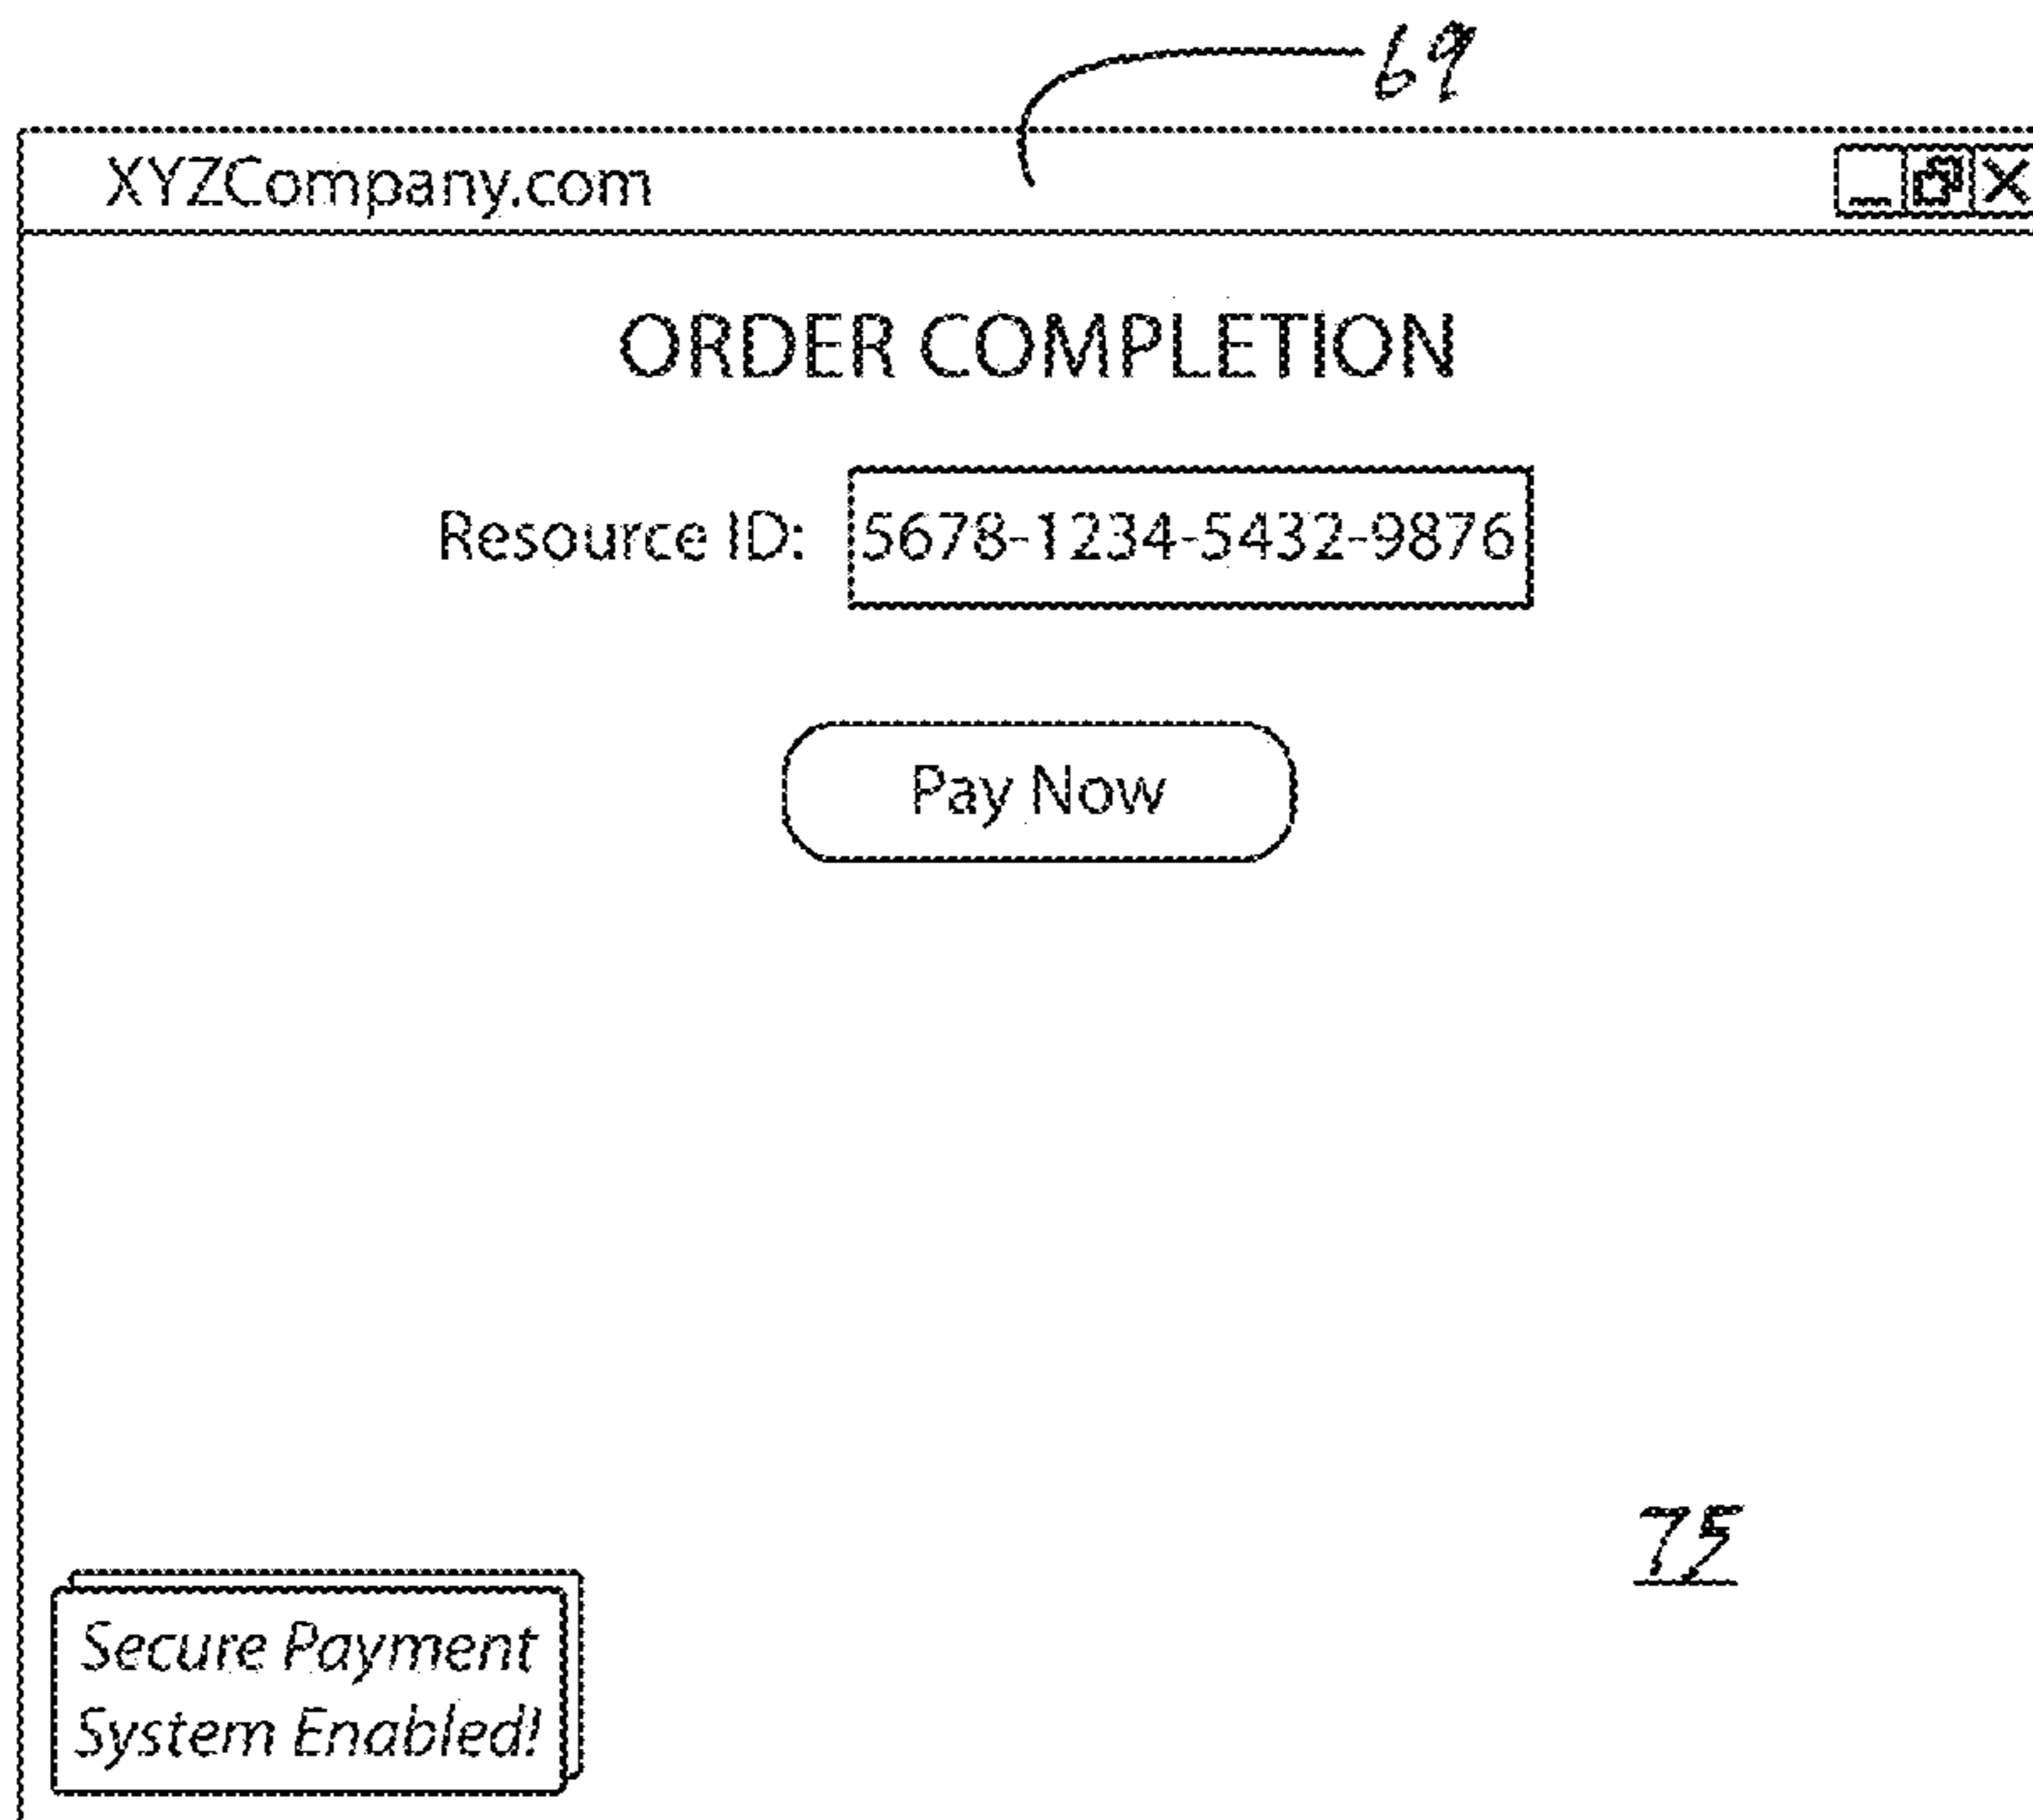 69
XYZCompany.com
ORDER COMPLETION
Resource ID: 5678-1234-5432-9876
Pay Now
75
Secure Payment
System Enabled!